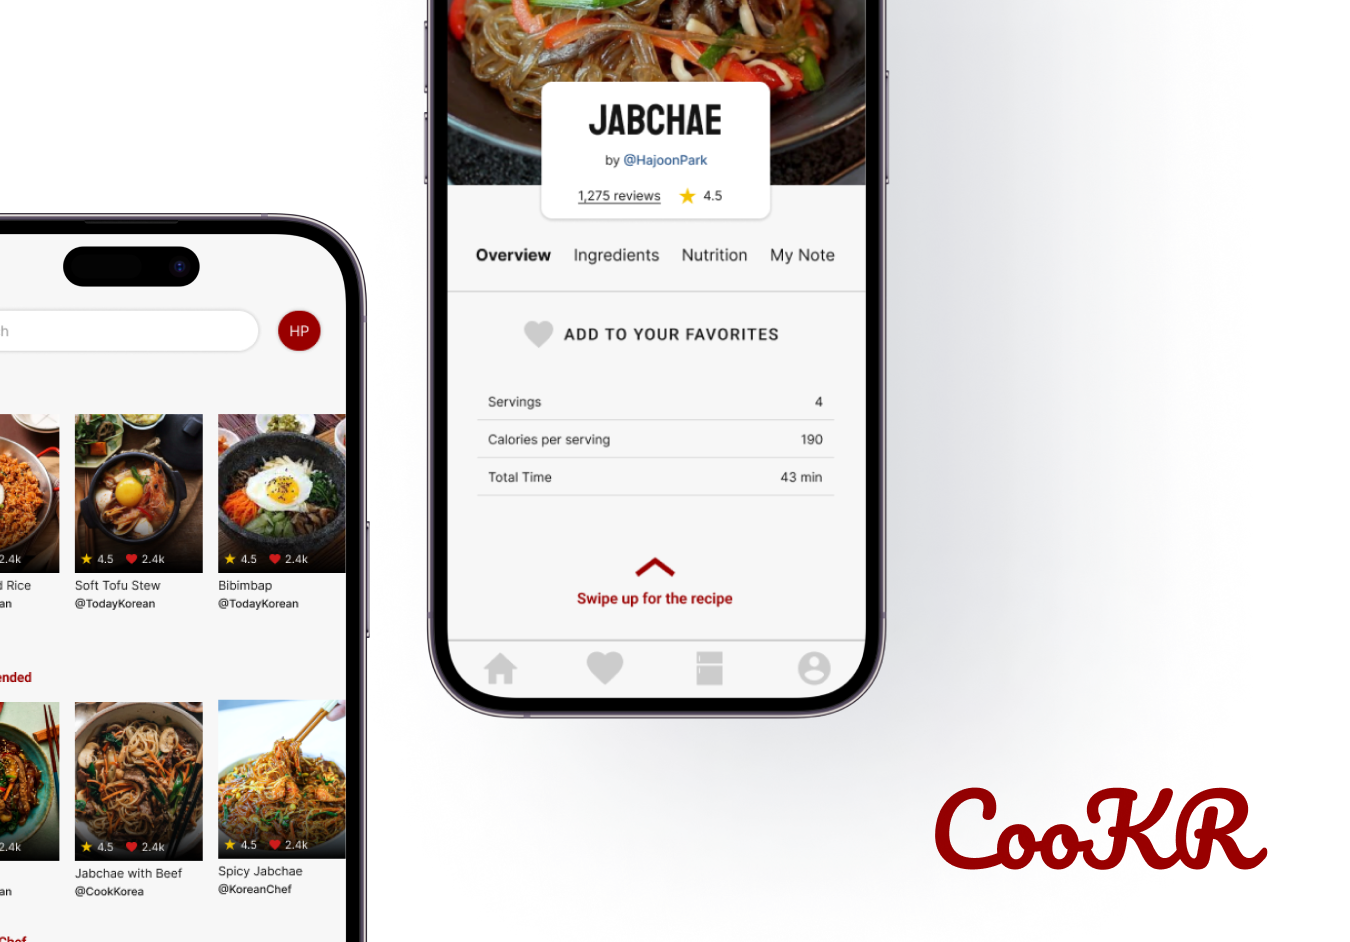 JABCHAE
by @HajoonPark
1,275 reviews 4.5
Overview Ingredients Nutrition My Note
ADD TO YOUR FAVORITES
Servings 4
Calories per serving 190
Total Time 43 min
Swipe up for the recipe
HP
2.4k 4.5 2.4k 4.5 2.4k
Rice Soft Tofu Stew Bibimbap
@TodayKorean @TodayKorean
2.4k 4.5 2.4k 4.5 2.4k
Jabchae with Beef Spicy Jabchae
@CookKorea @KoreanChef
Chef
CooKR